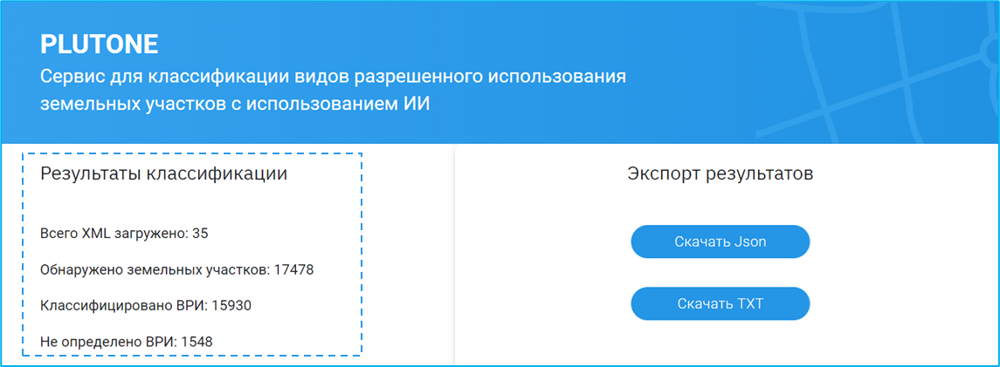 PLUTONE
Сервис для классификации видов разрешенного использования
земельных участков с использованием ИИ
Результаты классификации
Всего XML загружено: 35
Обнаружено земельных участков: 17478
Классифицировано ВРИ: 15930
Не определено ВРИ: 1548
Экспорт результатов
Скачать Json
Скачать TXT